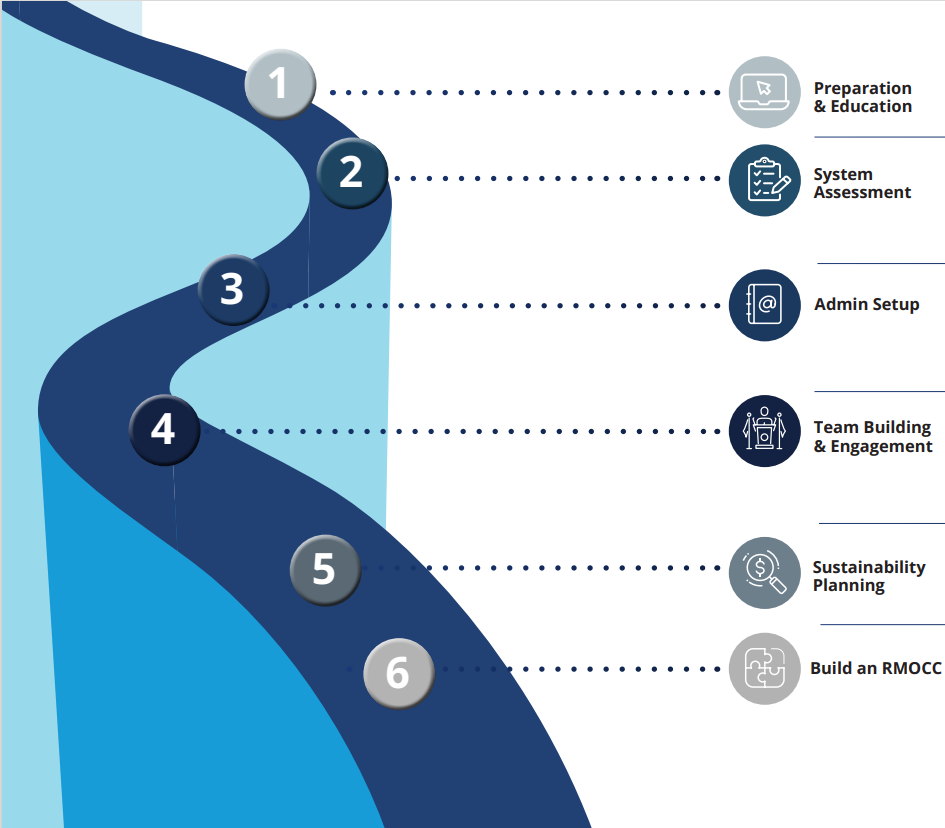 1
Preparation
& Education
2
System
Assessment
3
@
Admin Setup
4
Team Building
& Engagement
5
$
Sustainability
Planning
6
Build an RMOCC